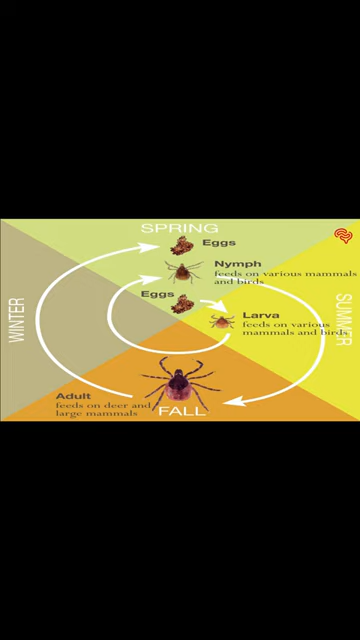 SPRING
Eggs
Nymph
feeds on various mammals
and birds
Eggs
Larva
feeds on various
mammals and birds
WINTER
SUMMER
Adult
feeds on deer and
large mammals
FALL